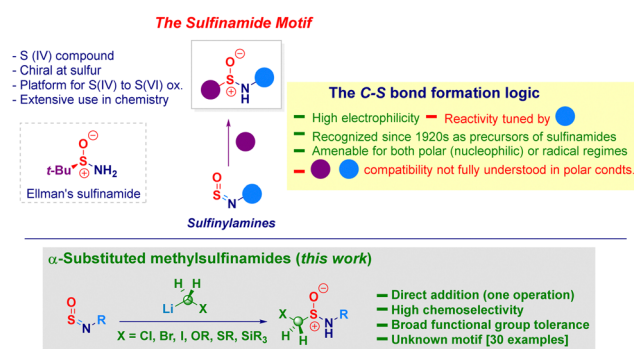 The Sulfinamide Motif
- S (IV) compound
- Chiral at sulfur
- Platform for S(IV) to S(VI) ox.
- Extensive use in chemistry
O⊖
S
⊕
N
H
O⊖
t-Bu S NH2
⊕
Ellman's sulfinamide
O
S
N
Sulfinylamines
The C-S bond formation logic
High electrophilicity
Reactivity tuned by
Recognized since 1920s as precursors of sulfinamides
Amenable for both polar (nucleophilic) or radical regimes
compatibility not fully understood in polar condts.
α-Substituted methylsulfinamides (this work)
O
S
N R
H H
Li X
X = Cl, Br, I, OR, SR, SiR3
O⊖
X S R
⊕ N
H H H
Direct addition (one operation)
High chemoselectivity
Broad functional group tolerance
Unknown motif [30 examples]